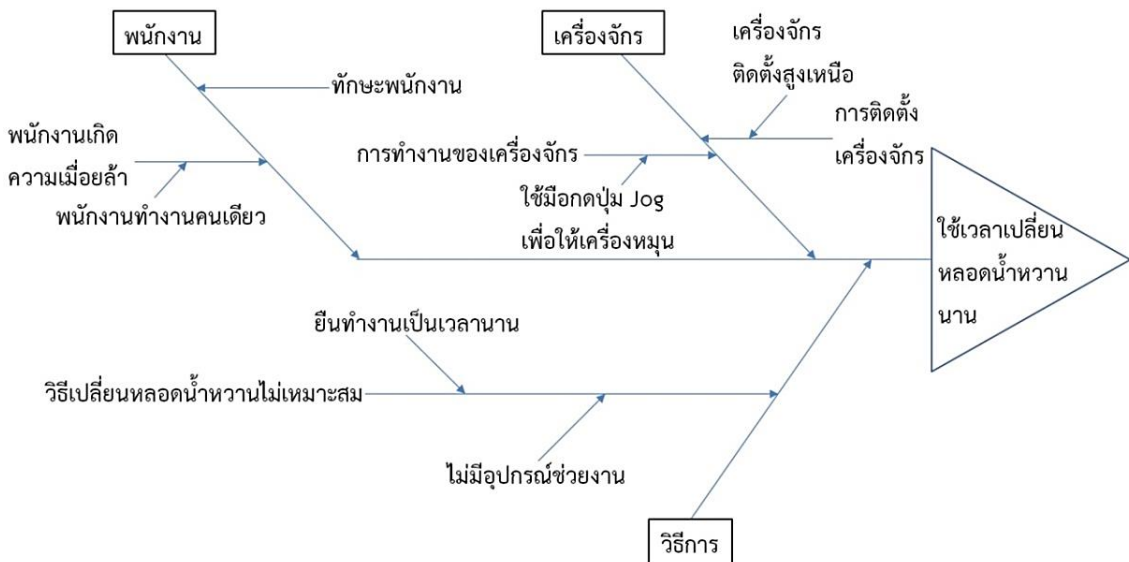 พนักงาน
เครื่องจักร
เครื่องจักร
ติดตั้งสูงเหนือ
ทักษะพนักงาน
การติดตั้ง
เครื่องจักร
พนักงานเกิด
ความเมื่อยล้า
การทำงานของเครื่องจักร
พนักงานทำงานคนเดียว
ใช้มือกดปุ่ม Jog
เพื่อให้เครื่องหมุน
ใช้เวลาเปลี่ยน
หลอดน้ำหวาน
นาน
ยืนทำงานเป็นเวลานาน
วิธีเปลี่ยนหลอดน้ำหวานไม่เหมาะสม
ไม่มีอุปกรณ์ช่วยงาน
วิธีการ